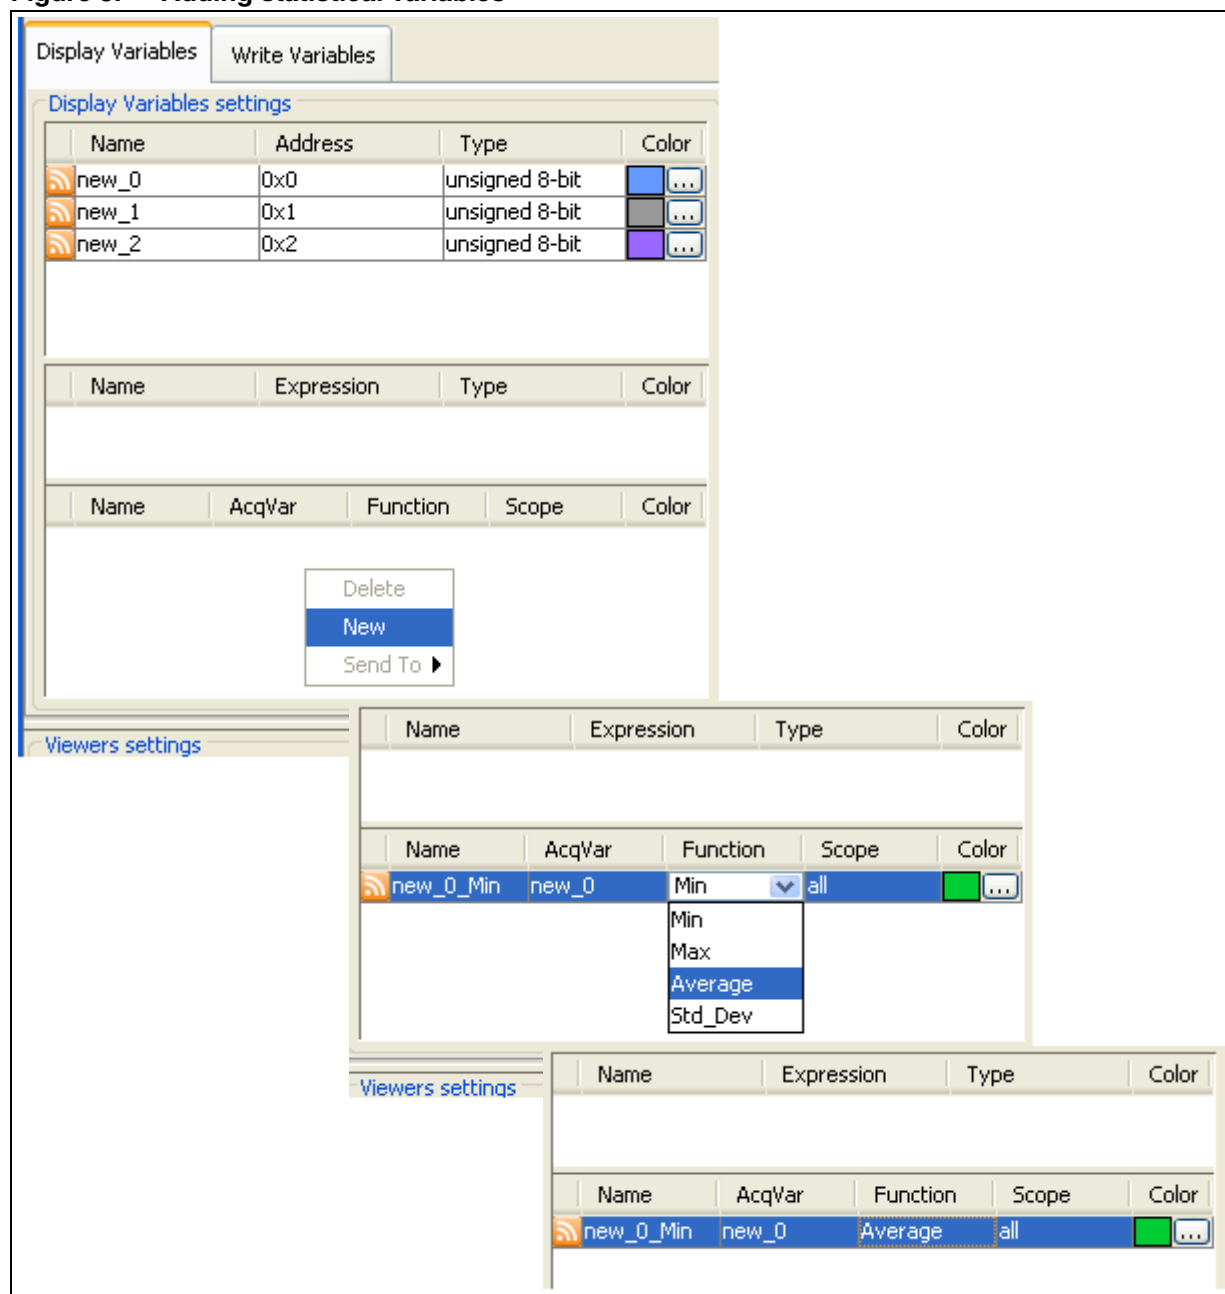 Display Variables Write Variables
Display Variables settings
Name Address Type Color
new_0 0x0 unsigned 8-bit ...
new_1 0x1 unsigned 8-bit ...
new_2 0x2 unsigned 8-bit ...
Name Expression Type Color
Name AcqVar Function Scope Color
Delete
New
Send To
Viewers settings
Name Expression Type Color
Name AcqVar Function Scope Color
new_0_Min new_0 Min all ...
Min
Max
Average
Std_Dev
Viewers settings
Name Expression Type Color
Name AcqVar Function Scope Color
new_0_Min new_0 Average all ...